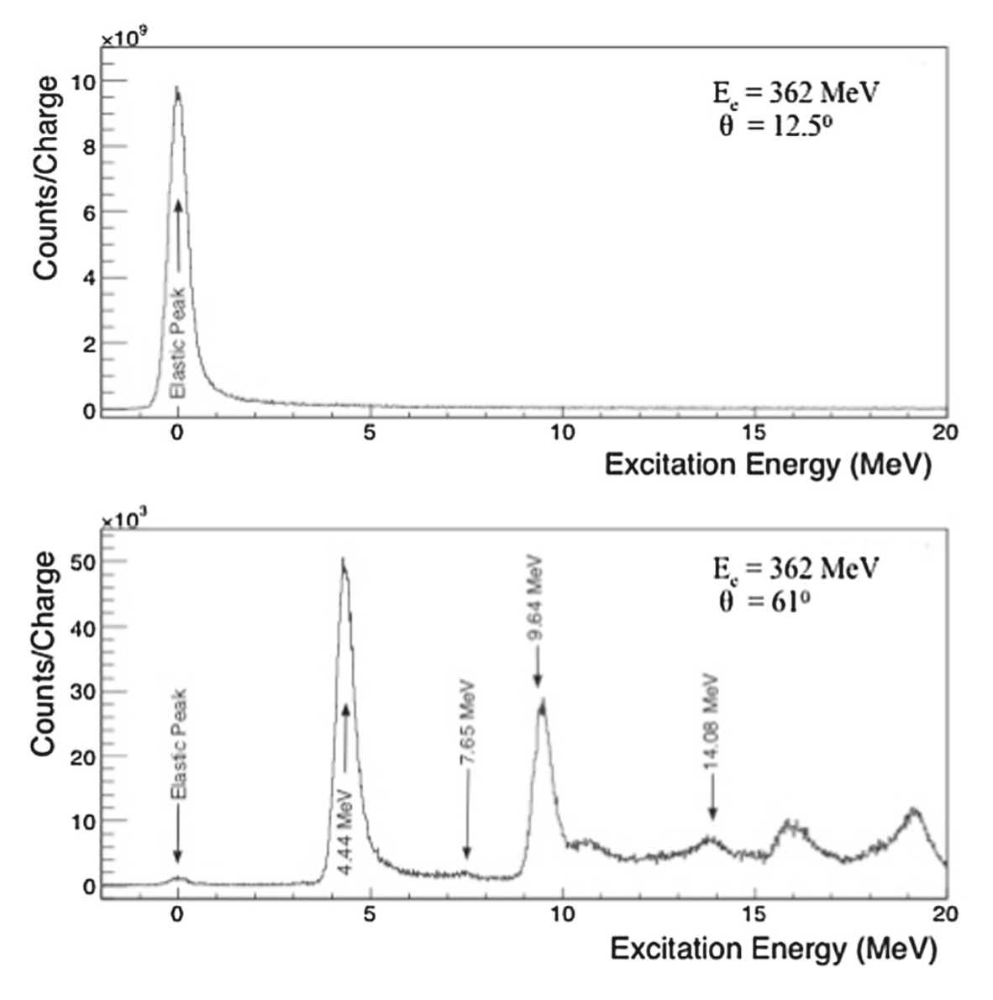 ×10⁹
Counts/Charge
10
8
6
4
2
0
Eₑ = 362 MeV
θ = 12.5⁰
Elastic Peak
0 5 10 15 20
Excitation Energy (MeV)
×10³
Counts/Charge
50
40
30
20
10
0
Eₑ = 362 MeV
θ = 61⁰
Elastic Peak
4.44 MeV
7.65 MeV
9.64 MeV
14.08 MeV
0 5 10 15 20
Excitation Energy (MeV)